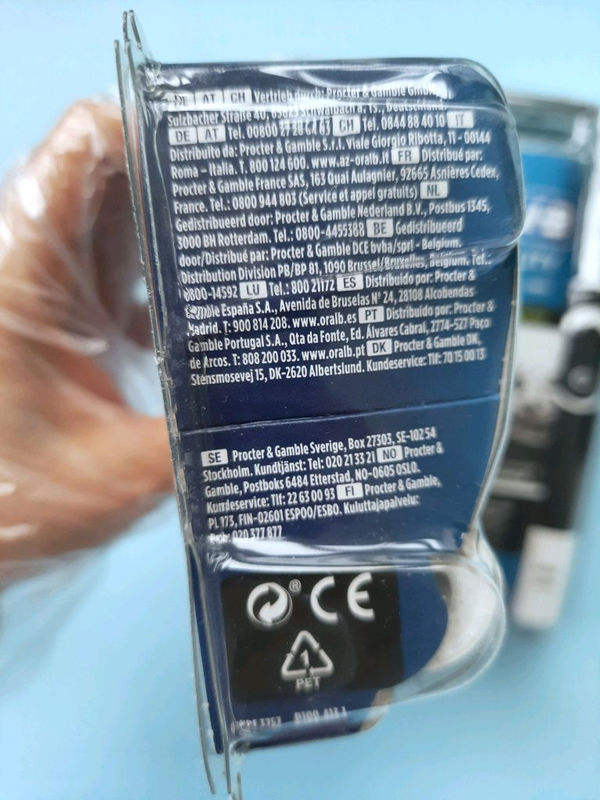 DE AT CH Vertrieb durch: Procter & Gamble GmbH,
Sulzbacher Straße 40, 65823 Schwalbach a. Ts., Deutschland.
DE AT Tel. 00800 27282463 CH Tel. 0844 88 40 10 IT
Distribuito da: Procter & Gamble S.r.l. Viale Giorgio Ribotta, 11 - 00144
Roma – Italia. T. 800 124 600. www.az-oralb.it FR Distribué par:
Procter & Gamble France SAS, 163 Quai Aulagnier, 92665 Asnières Cedex,
France. Tel.: 0800 944 803 (Service et appel gratuits) NL
Gedistribueerd door: Procter & Gamble Nederland B.V., Postbus 1345,
3000 BH Rotterdam. Tel.: 0800-4455388 BE Gedistribueerd
door/Distribué par: Procter & Gamble DCE bvba/sprl - Belgium.
Distribution Division PB/BP 81, 1090 Brussel/Bruxelles, Belgium. Tel.:
0800-14592 LU Tel.: 800 21172 ES Distribuido por: Procter &
Gamble España S.A., Avenida de Bruselas Nº 24, 28108 Alcobendas
Madrid. T: 900 814 208. www.oralb.es PT Distribuido por: Procter &
Gamble Portugal S.A., Qta da Fonte, Ed. Álvares Cabral, 2774-527 Paço
de Arcos. T: 808 200 033. www.oralb.pt DK Procter & Gamble DK,
Stensmosevej 15, DK-2620 Albertslund. Kundeservice: Tlf: 70 15 00 13
SE Procter & Gamble Sverige, Box 27303, SE-102 54
Stockholm. Kundtjänst: Tel: 020 21 33 21 NO Procter &
Gamble, Postboks 6484 Etterstad, NO-0605 OSLO.
Kundeservice: Tlf: 22 63 00 93 FI Procter & Gamble,
PL 173, FIN-02601 ESPOO/ESBO. Kuluttajapalvelu:
Puh: 020 377 877
® CE
1
PET